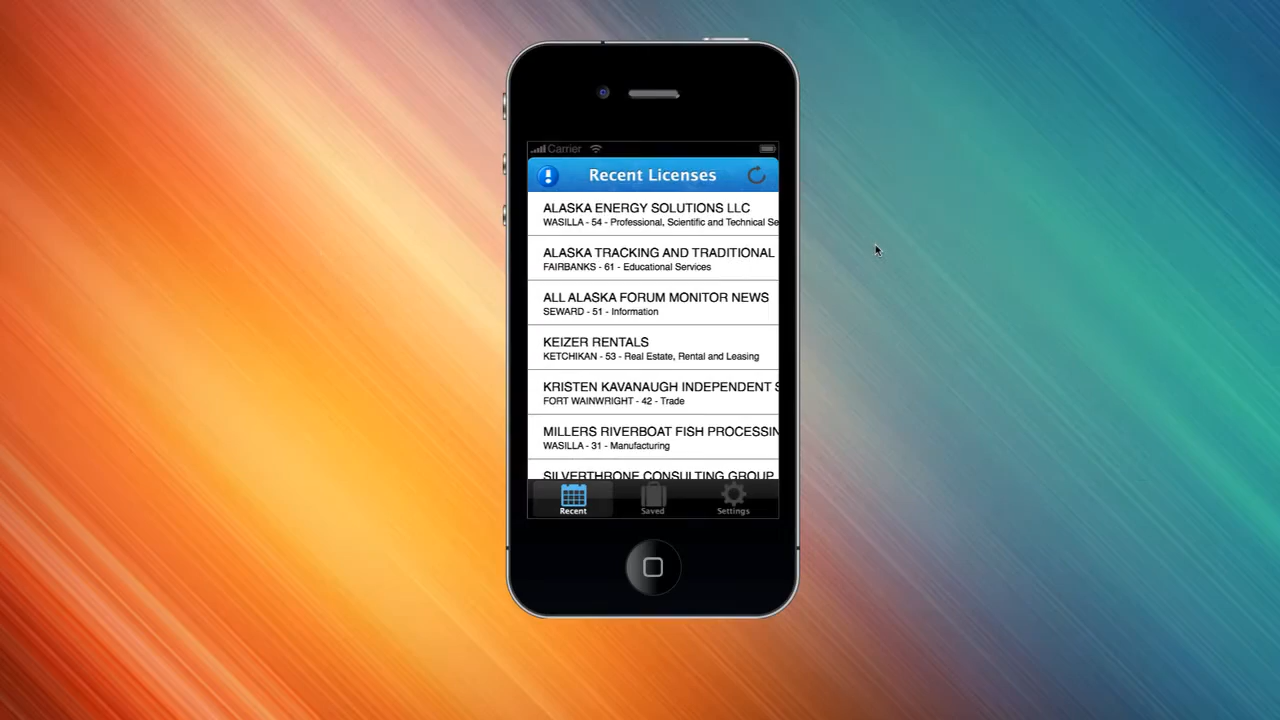 Carrier
Recent Licenses
ALASKA ENERGY SOLUTIONS LLC
WASILLA - 54 - Professional, Scientific and Technical Se
ALASKA TRACKING AND TRADITIONAL
FAIRBANKS - 61 - Educational Services
ALL ALASKA FORUM MONITOR NEWS
SEWARD - 51 - Information
KEIZER RENTALS
KETCHIKAN - 53 - Real Estate, Rental and Leasing
KRISTEN KAVANAUGH INDEPENDENT S
FORT WAINWRIGHT - 42 - Trade
MILLERS RIVERBOAT FISH PROCESSIN
WASILLA - 31 - Manufacturing
SILVERTHRONE CONSULTING GROUP
Recent Saved Settings